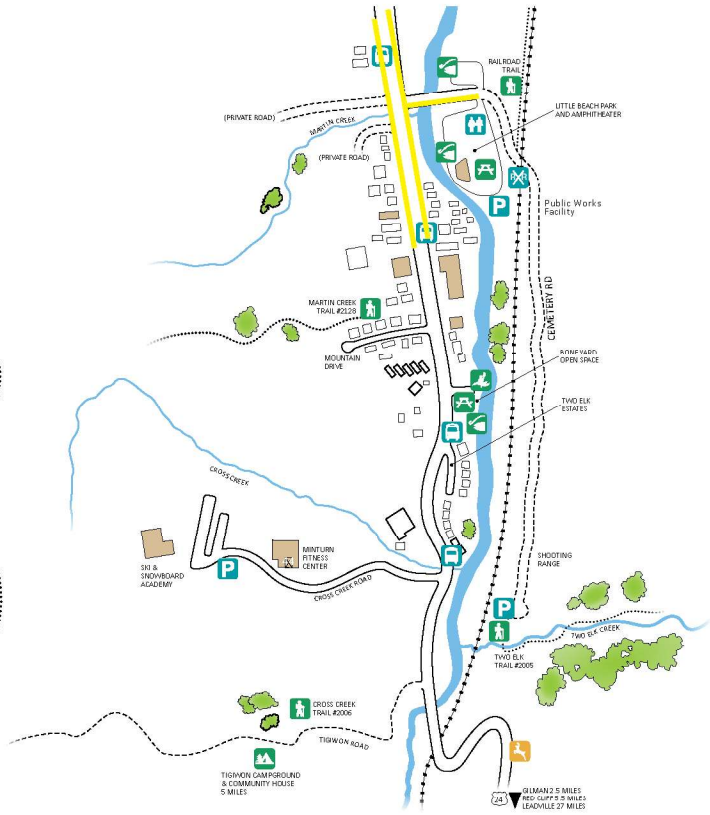 RAILROAD
TRAIL
LITTLE BEACH PARK
AND AMPHITHEATER
(PRIVATE ROAD)
MARTIN CREEK
(PRIVATE ROAD)
R R
P
Public Works
Facility
CEMETERY RD
MARTIN CREEK
TRAIL #2128
MOUNTAIN
DRIVE
BONEYARD
OPEN SPACE
TWO ELK
ESTATES
CROSS CREEK
SKI &
SNOWBOARD
ACADEMY
P
MINTURN
FITNESS
CENTER
CROSS CREEK ROAD
SHOOTING
RANGE
P
TWO ELK CREEK
TWO ELK
TRAIL #2005
CROSS CREEK
TRAIL #2006
TIGIWON ROAD
TIGIWON CAMPGROUND
& COMMUNITY HOUSE
5 MILES
24
GILMAN 2.5 MILES
RED CLIFF 5.5 MILES
LEADVILLE 27 MILES